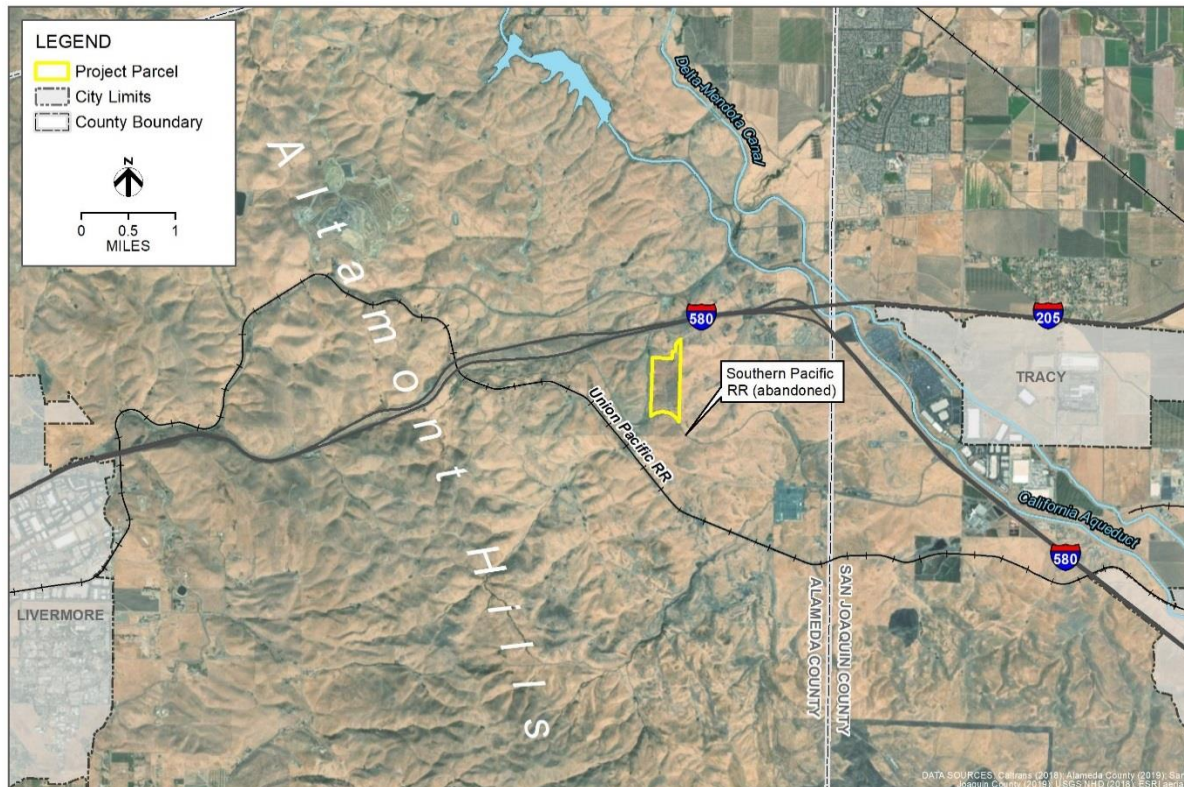 LEGEND
Project Parcel
City Limits
County Boundary
N
0 0.5 1
MILES
Altamont Hills
Delta-Mendota Canal
580
205
Southern Pacific
RR (abandoned)
TRACY
Union Pacific RR
California Aqueduct
580
LIVERMORE
ALAMEDA COUNTY
SAN JOAQUIN COUNTY
DATA SOURCES: Caltrans (2018); Alameda County (2019); San
Joaquin County (2019); USGS NHD (2018); ESRI aerial